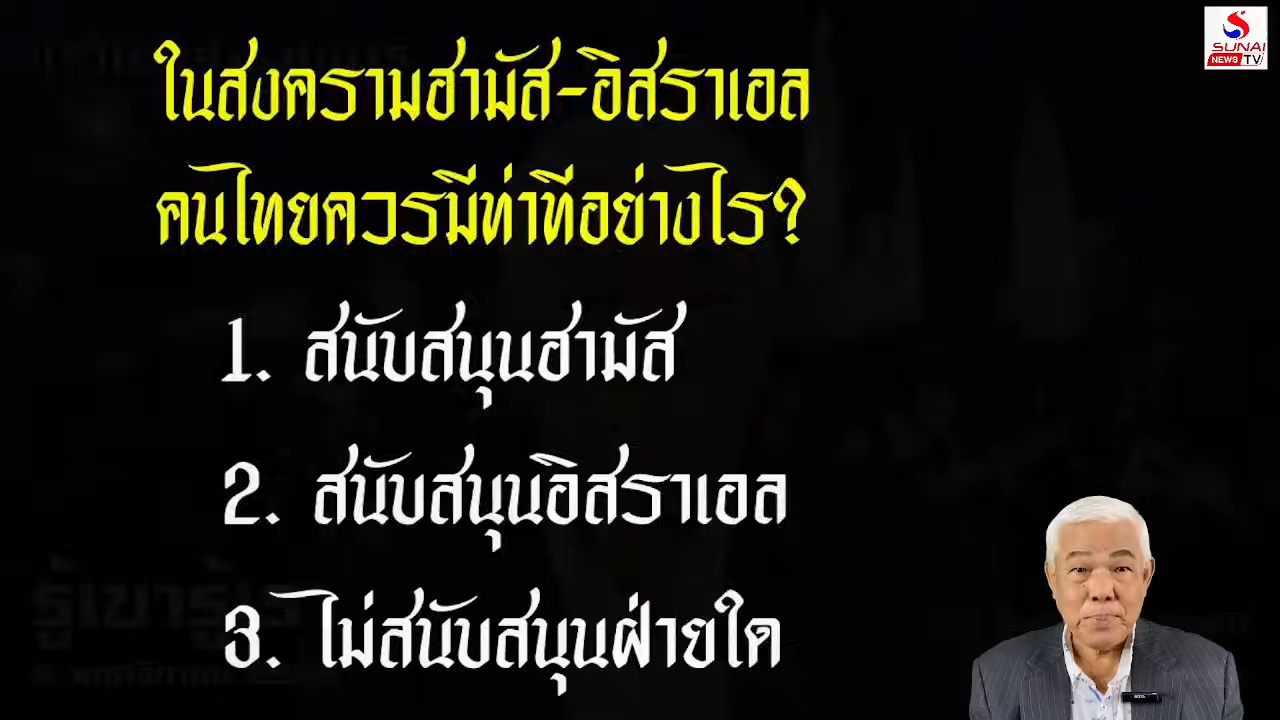 SUNAI
NEWS TV
ในสงครามฮามัส-อิสราเอล
คนไทยควรมีท่าทีอย่างไร?
1. สนับสนุนฮามัส
2. สนับสนุนอิสราเอล
3. ไม่สนับสนุนฝ่ายใด